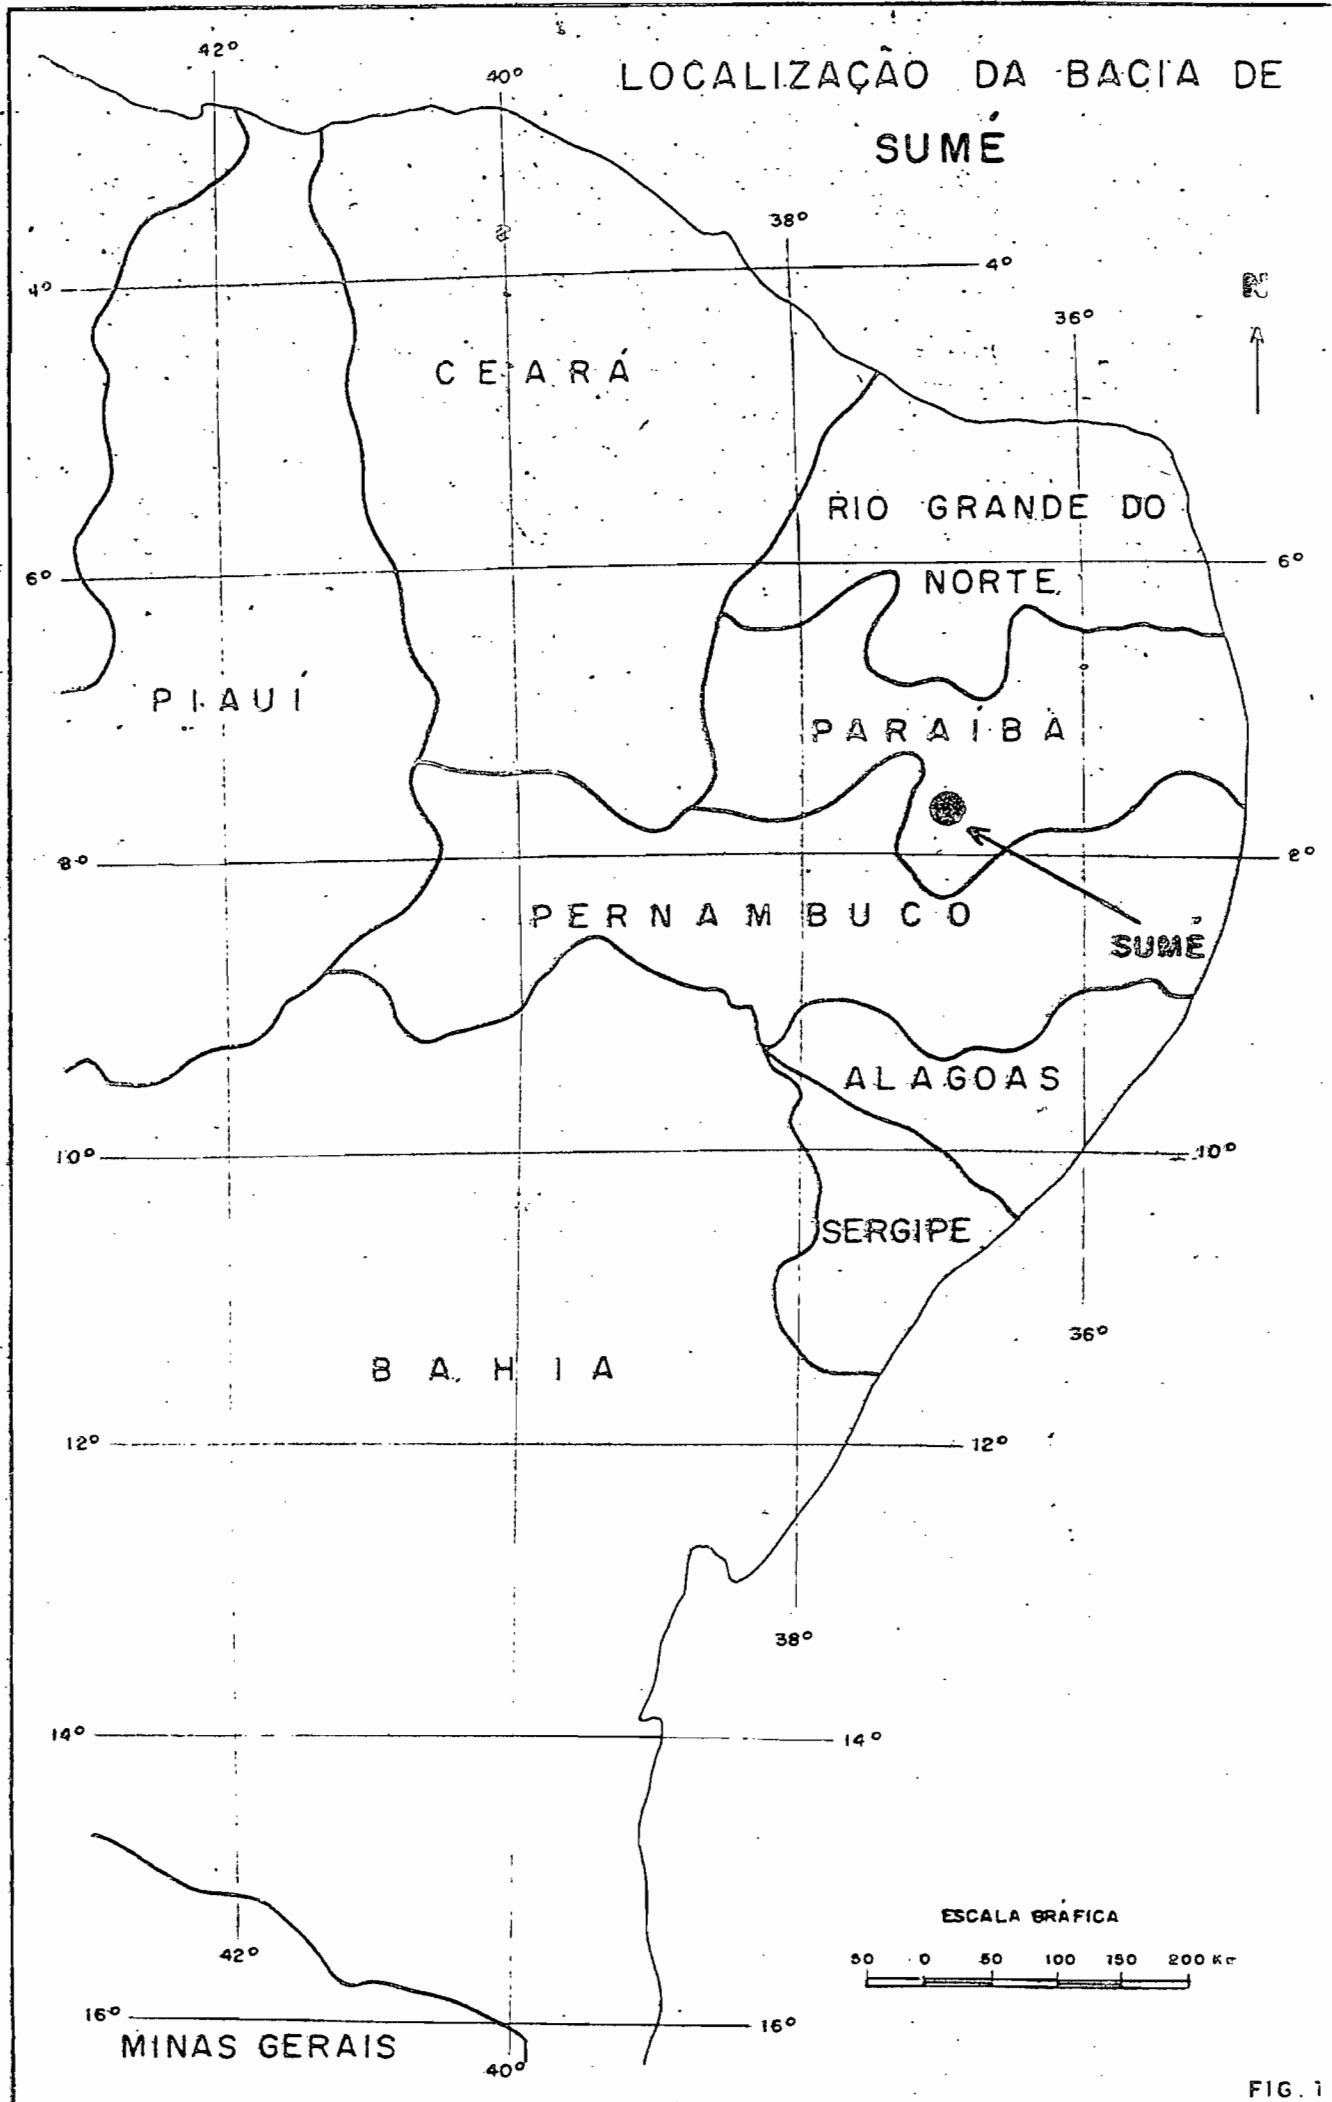 LOCALIZAÇÃO DA BACIA DE
SUMÉ
42°
40°
38°
4°
4°
36°
N
CEARÁ
RIO GRANDE DO
NORTE
6°
6°
PIAUÍ
PARAÍBA
8°
PERNAMBUCO
SUMÉ
ALAGOAS
10°
10°
SERGIPE
36°
BAHIA
12°
12°
38°
14°
14°
42°
16°
16°
MINAS GERAIS
40°
ESCALA GRÁFICA
50 0 50 100 150 200
FIG. 1